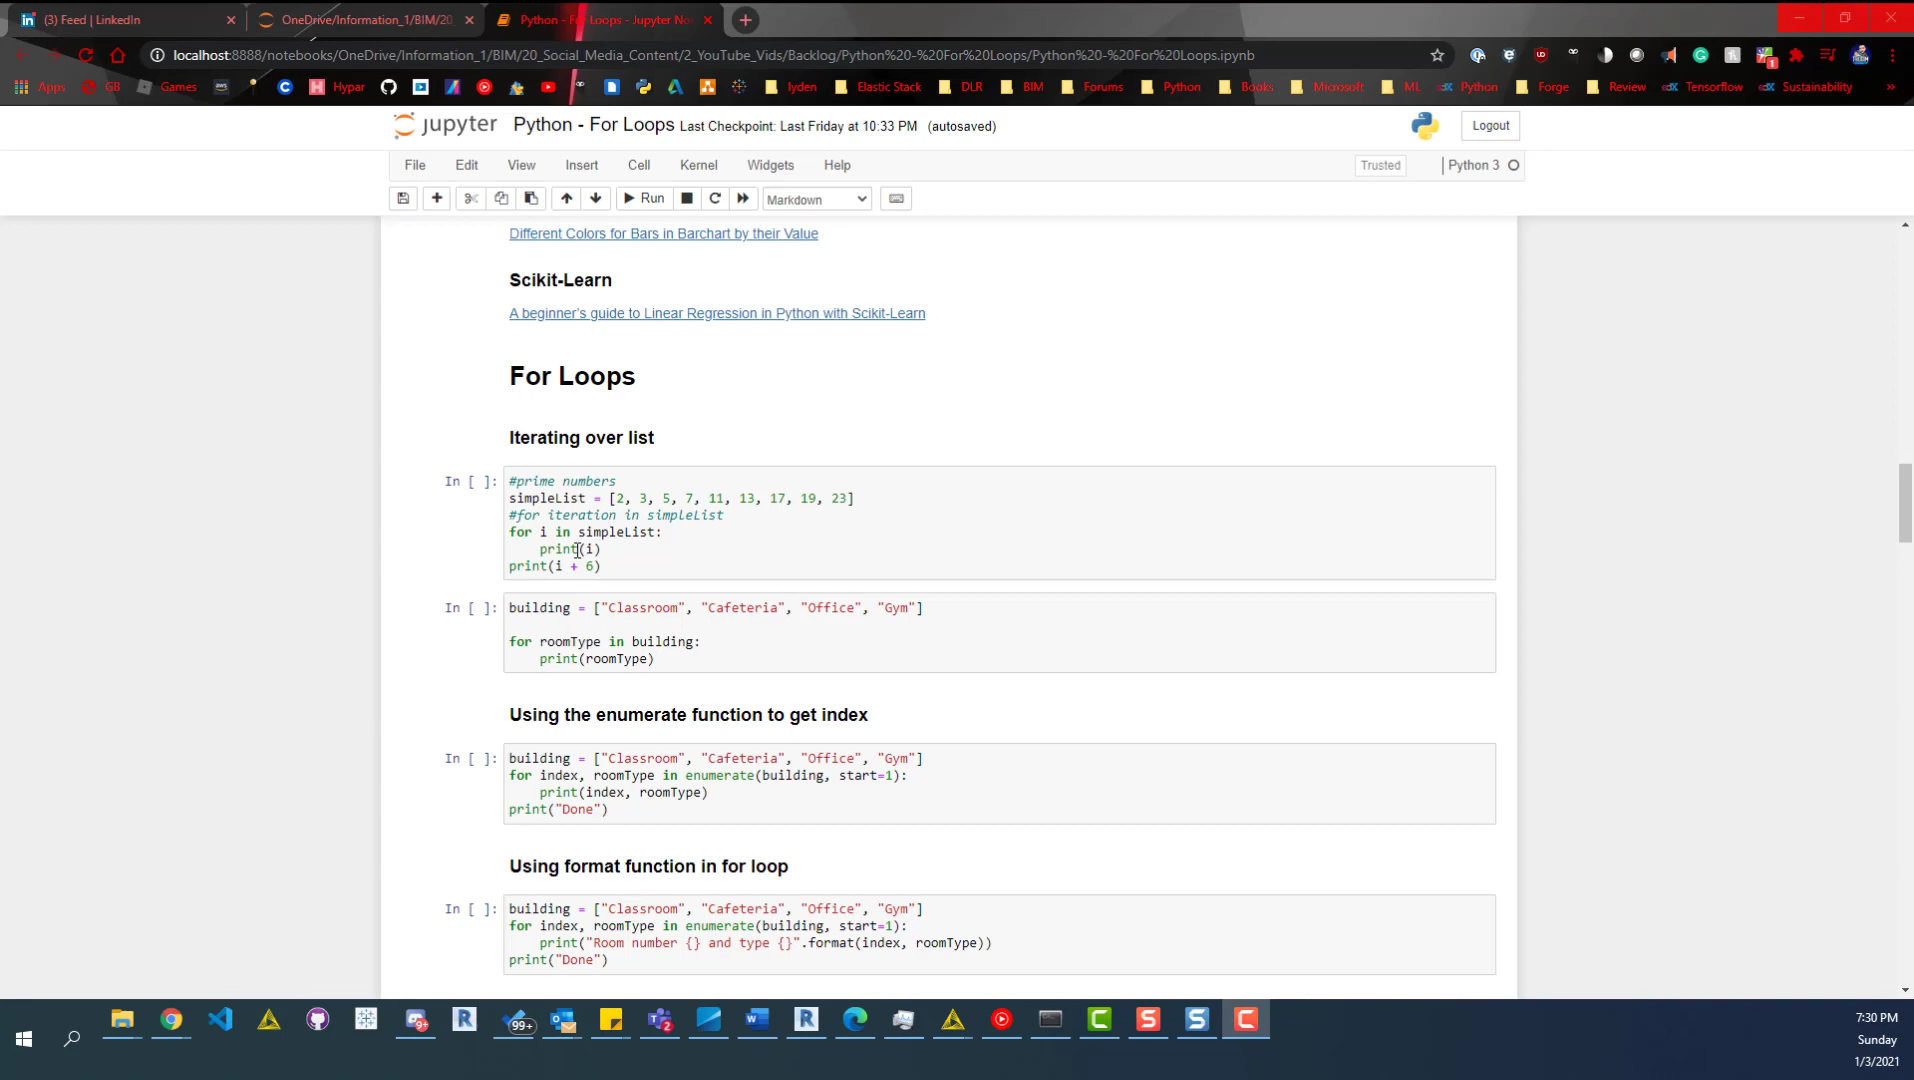 (3) Feed | LinkedIn
OneDrive/Information_1/BIM/20
Python - For Loops - Jupyter No
localhost:8888/notebooks/OneDrive/Information_1/BIM/20_Social_Media_Content/2_YouTube_Vids/Backlog/Python%20-%20For%20Loops/Python%20-%20For%20Loops.ipynb
Apps GB Games Hypar Iyden Elastic Stack DLR BIM Forums Python Books Microsoft ML Python Forge Review Tensorflow Sustainability »
jupyter Python - For Loops Last Checkpoint: Last Friday at 10:33 PM (autosaved) Logout
File Edit View Insert Cell Kernel Widgets Help Trusted Python 3
Run Markdown
Different Colors for Bars in Barchart by their Value
Scikit-Learn
A beginner's guide to Linear Regression in Python with Scikit-Learn
For Loops
Iterating over list
In [ ]: #prime numbers
simpleList = [2, 3, 5, 7, 11, 13, 17, 19, 23]
#for iteration in simpleList
for i in simpleList:
print(i)
print(i + 6)
In [ ]: building = ["Classroom", "Cafeteria", "Office", "Gym"]
for roomType in building:
print(roomType)
Using the enumerate function to get index
In [ ]: building = ["Classroom", "Cafeteria", "Office", "Gym"]
for index, roomType in enumerate(building, start=1):
print(index, roomType)
print("Done")
Using format function in for loop
In [ ]: building = ["Classroom", "Cafeteria", "Office", "Gym"]
for index, roomType in enumerate(building, start=1):
print("Room number {} and type {}".format(index, roomType))
print("Done")
7:30 PM
Sunday
1/3/2021